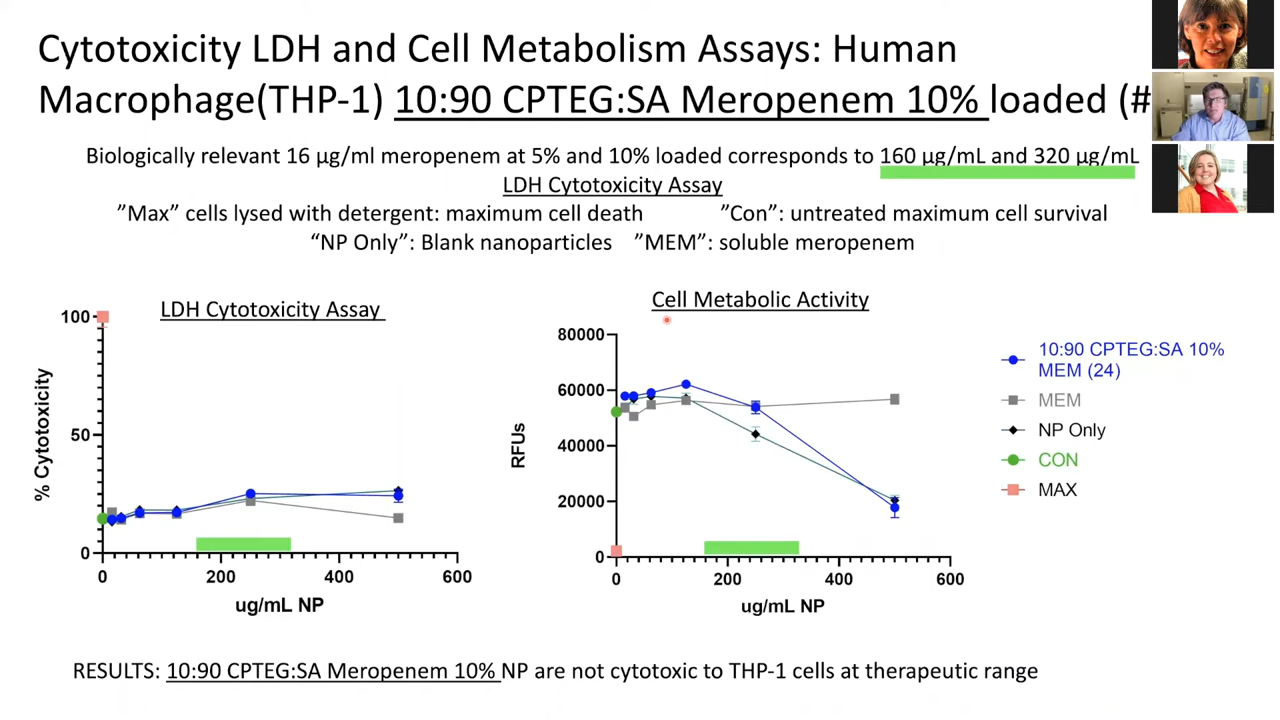 Cytotoxicity LDH and Cell Metabolism Assays: Human
Macrophage(THP-1) 10:90 CPTEG:SA Meropenem 10% loaded (#
Biologically relevant 16 µg/ml meropenem at 5% and 10% loaded corresponds to 160 µg/mL and 320 µg/mL
LDH Cytotoxicity Assay
”Max” cells lysed with detergent: maximum cell death ”Con”: untreated maximum cell survival
“NP Only”: Blank nanoparticles ”MEM”: soluble meropenem
LDH Cytotoxicity Assay
100
50
0
% Cytotoxicity
0 200 400 600
ug/mL NP
Cell Metabolic Activity
80000
60000
40000
20000
0
RFUs
0 200 400 600
ug/mL NP
10:90 CPTEG:SA 10%
MEM (24)
MEM
NP Only
CON
MAX
RESULTS: 10:90 CPTEG:SA Meropenem 10% NP are not cytotoxic to THP-1 cells at therapeutic range